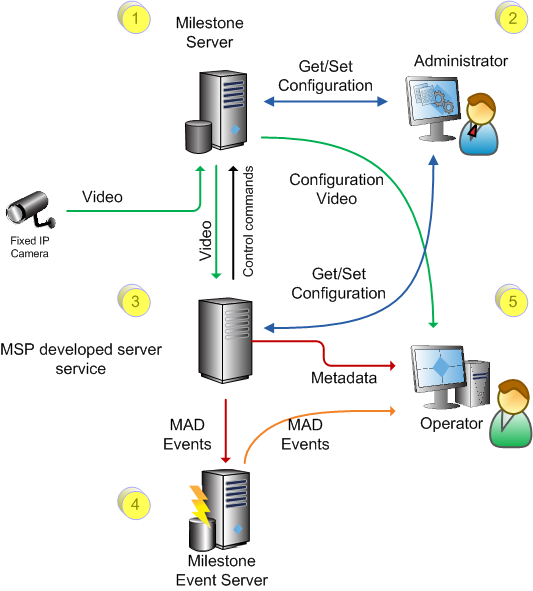 1
Milestone
Server
2
Administrator
Get/Set
Configuration
Video
Fixed IP
Camera
Configuration
Video
Video
Control commands
3
Get/Set
Configuration
5
MSP developed server
service
Metadata
Operator
MAD
Events
MAD
Events
4
Milestone
Event Server